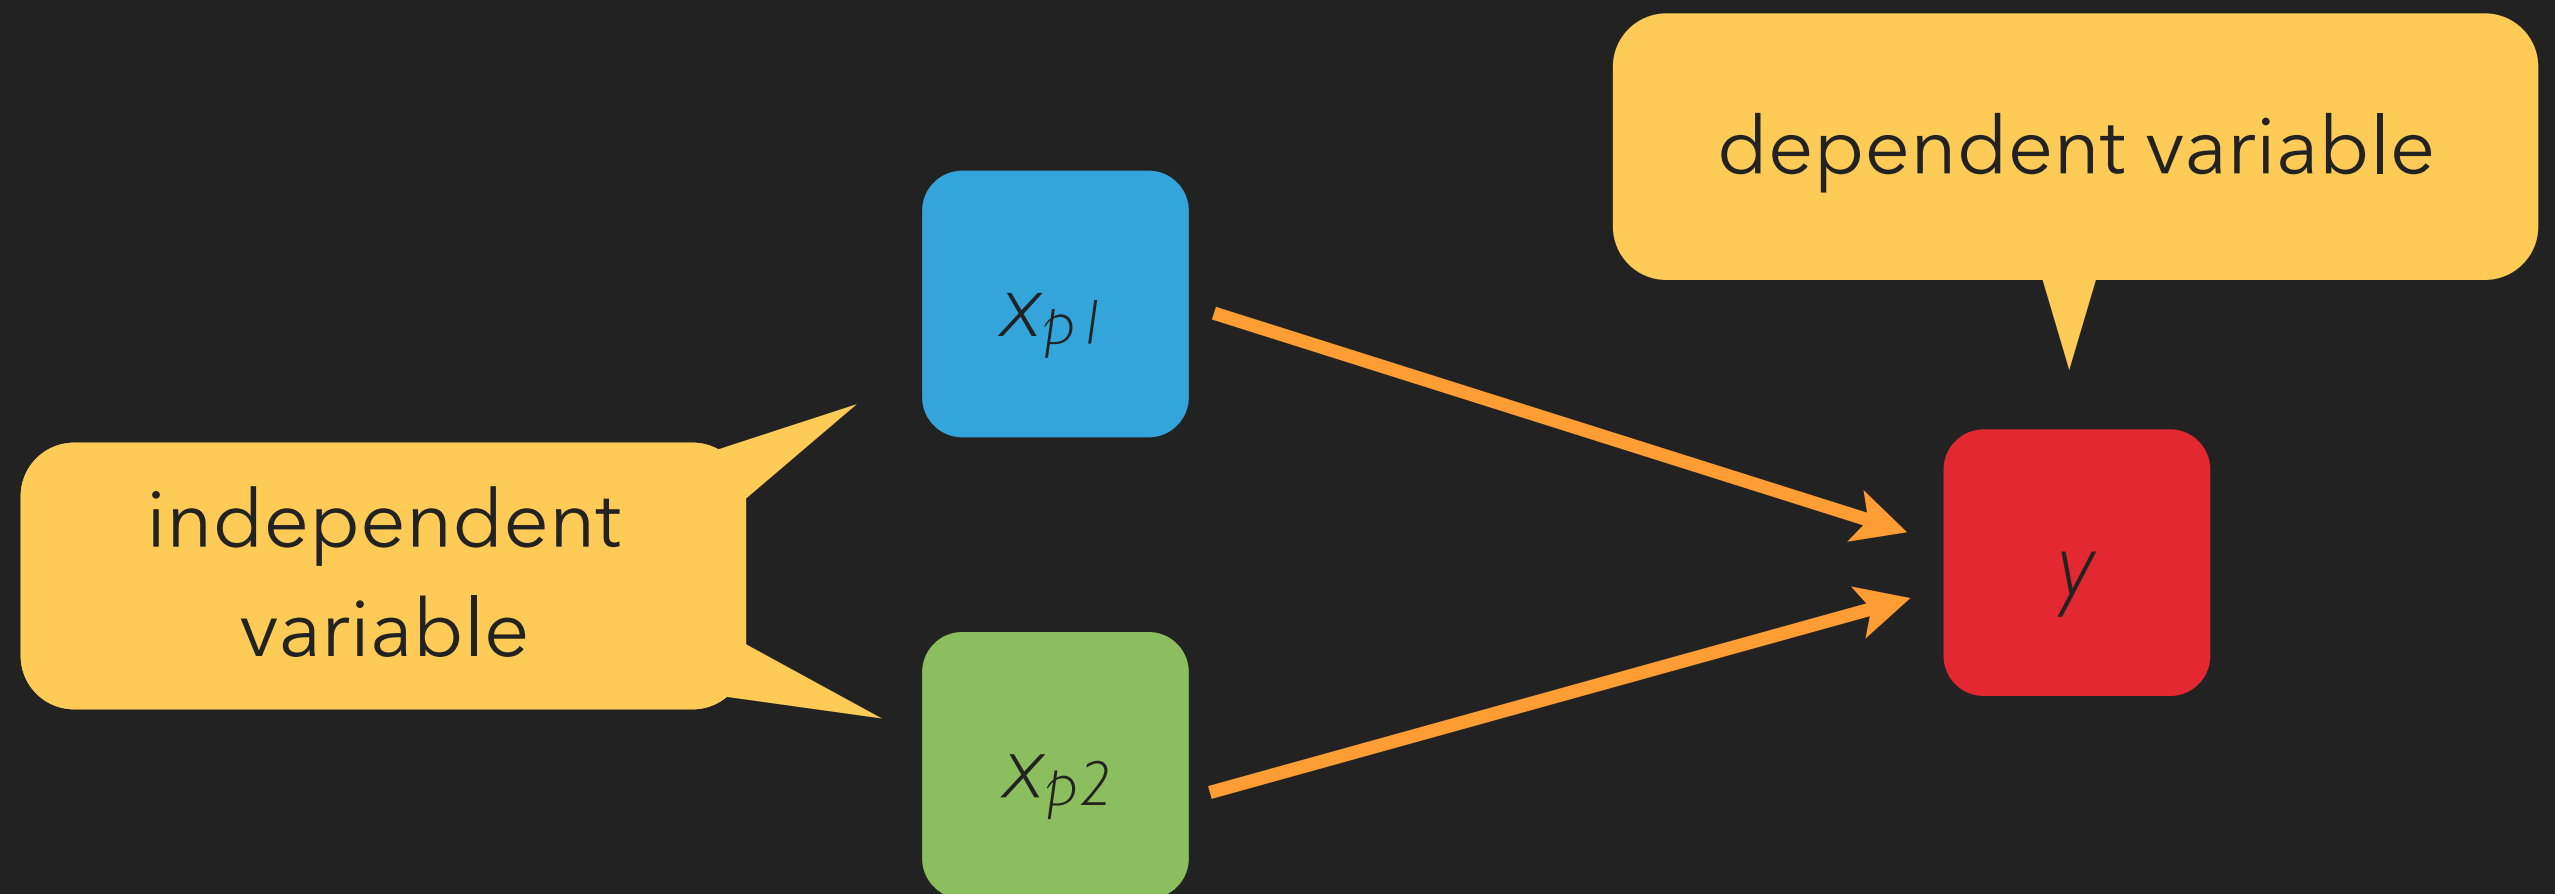 dependent variable
xp1
independent
variable
y
xp2